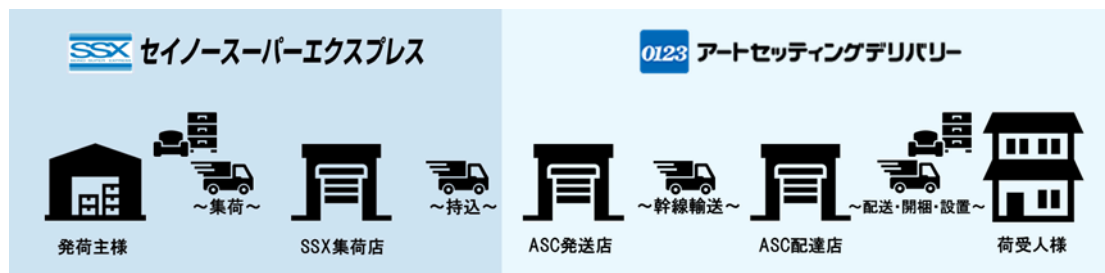 SSX セイノースーパーエクスプレス
0123 アートセッティングデリバリー
～集荷～
～持込～
～幹線輸送～
～配送・開梱・設置～
発荷主様
SSX集荷店
ASC発送店
ASC配達店
荷受人様